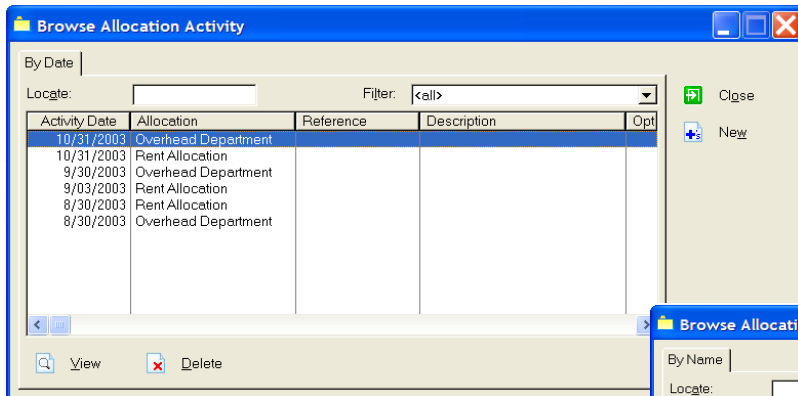 Browse Allocation Activity
By Date
Locate: Filter: <all>
Close
Activity Date Allocation Reference Description Opt
New
10/31/2003 Overhead Department
10/31/2003 Rent Allocation
9/30/2003 Overhead Department
9/03/2003 Rent Allocation
8/30/2003 Rent Allocation
8/30/2003 Overhead Department
View Delete
Browse Allocati
By Name
Locate: